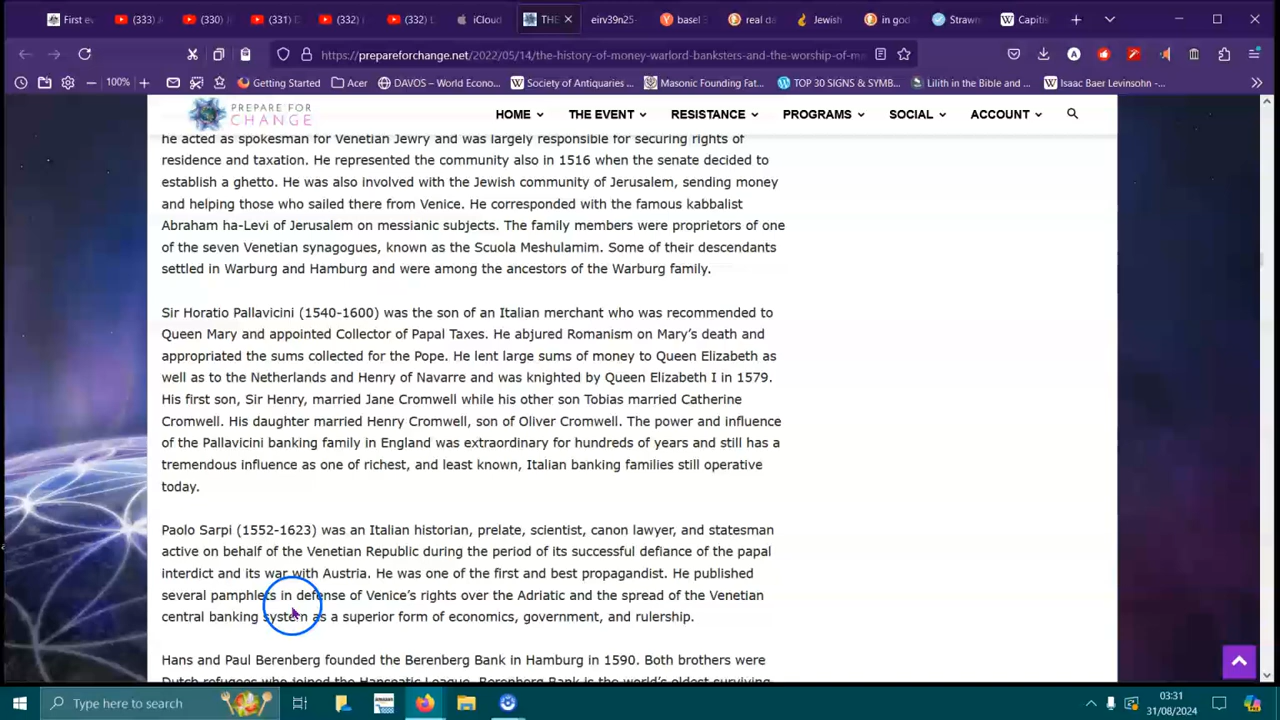 First ev
(333)
(330)
(331) D
(332)
(332) L
iCloud
THE
eirv39n25-
basel 3
real da
Jewish
in god
Strawn
Capitis
https://prepareforchange.net/2022/05/14/the-history-of-money-warlord-banksters-and-the-worship-of-m
100%
Getting Started
Acer
DAVOS – World Econo...
Society of Antiquaries ...
Masonic Founding Fat...
TOP 30 SIGNS & SYMB...
Lilith in the Bible and ...
Isaac Baer Levinsohn - ...
PREPARE FOR
CHANGE
HOME
THE EVENT
RESISTANCE
PROGRAMS
SOCIAL
ACCOUNT
he acted as spokesman for Venetian Jewry and was largely responsible for securing rights of
residence and taxation. He represented the community also in 1516 when the senate decided to
establish a ghetto. He was also involved with the Jewish community of Jerusalem, sending money
and helping those who sailed there from Venice. He corresponded with the famous kabbalist
Abraham ha-Levi of Jerusalem on messianic subjects. The family members were proprietors of one
of the seven Venetian synagogues, known as the Scuola Meshulamim. Some of their descendants
settled in Warburg and Hamburg and were among the ancestors of the Warburg family.
Sir Horatio Pallavicini (1540-1600) was the son of an Italian merchant who was recommended to
Queen Mary and appointed Collector of Papal Taxes. He abjured Romanism on Mary's death and
appropriated the sums collected for the Pope. He lent large sums of money to Queen Elizabeth as
well as to the Netherlands and Henry of Navarre and was knighted by Queen Elizabeth I in 1579.
His first son, Sir Henry, married Jane Cromwell while his other son Tobias married Catherine
Cromwell. His daughter married Henry Cromwell, son of Oliver Cromwell. The power and influence
of the Pallavicini banking family in England was extraordinary for hundreds of years and still has a
tremendous influence as one of richest, and least known, Italian banking families still operative
today.
Paolo Sarpi (1552-1623) was an Italian historian, prelate, scientist, canon lawyer, and statesman
active on behalf of the Venetian Republic during the period of its successful defiance of the papal
interdict and its war with Austria. He was one of the first and best propagandist. He published
several pamphlets in defense of Venice's rights over the Adriatic and the spread of the Venetian
central banking system as a superior form of economics, government, and rulership.
Hans and Paul Berenberg founded the Berenberg Bank in Hamburg in 1590. Both brothers were
Dutch refugees who joined the Hanseatic League. Berenberg Bank is the world's oldest surviving
Type here to search
03:31
31/08/2024